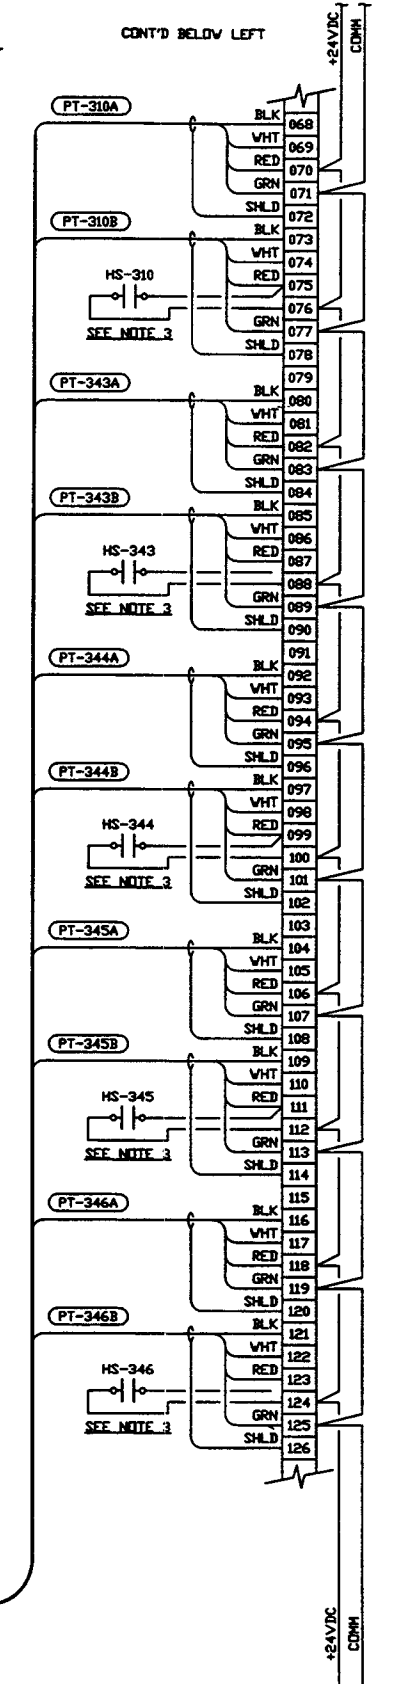 CONT'D BELOW LEFT
+24VDC
COMM
PT-310A
BLK 068
WHT 069
RED 070
GRN 071
SHLD 072
PT-310B
BLK 073
WHT 074
HS-310
RED 075
076
SEE NOTE 3
GRN 077
SHLD 078
079
PT-343A
BLK 080
WHT 081
RED 082
GRN 083
SHLD 084
PT-343B
BLK 085
WHT 086
HS-343
RED 087
088
SEE NOTE 3
GRN 089
SHLD 090
091
PT-344A
BLK 092
WHT 093
RED 094
GRN 095
SHLD 096
PT-344B
BLK 097
WHT 098
HS-344
RED 099
100
SEE NOTE 3
GRN 101
SHLD 102
103
PT-345A
BLK 104
WHT 105
RED 106
GRN 107
SHLD 108
PT-345B
BLK 109
WHT 110
HS-345
RED 111
112
SEE NOTE 3
GRN 113
SHLD 114
115
PT-346A
BLK 116
WHT 117
RED 118
GRN 119
SHLD 120
PT-346B
BLK 121
WHT 122
HS-346
RED 123
124
SEE NOTE 3
GRN 125
SHLD 126
+24VDC
COMM